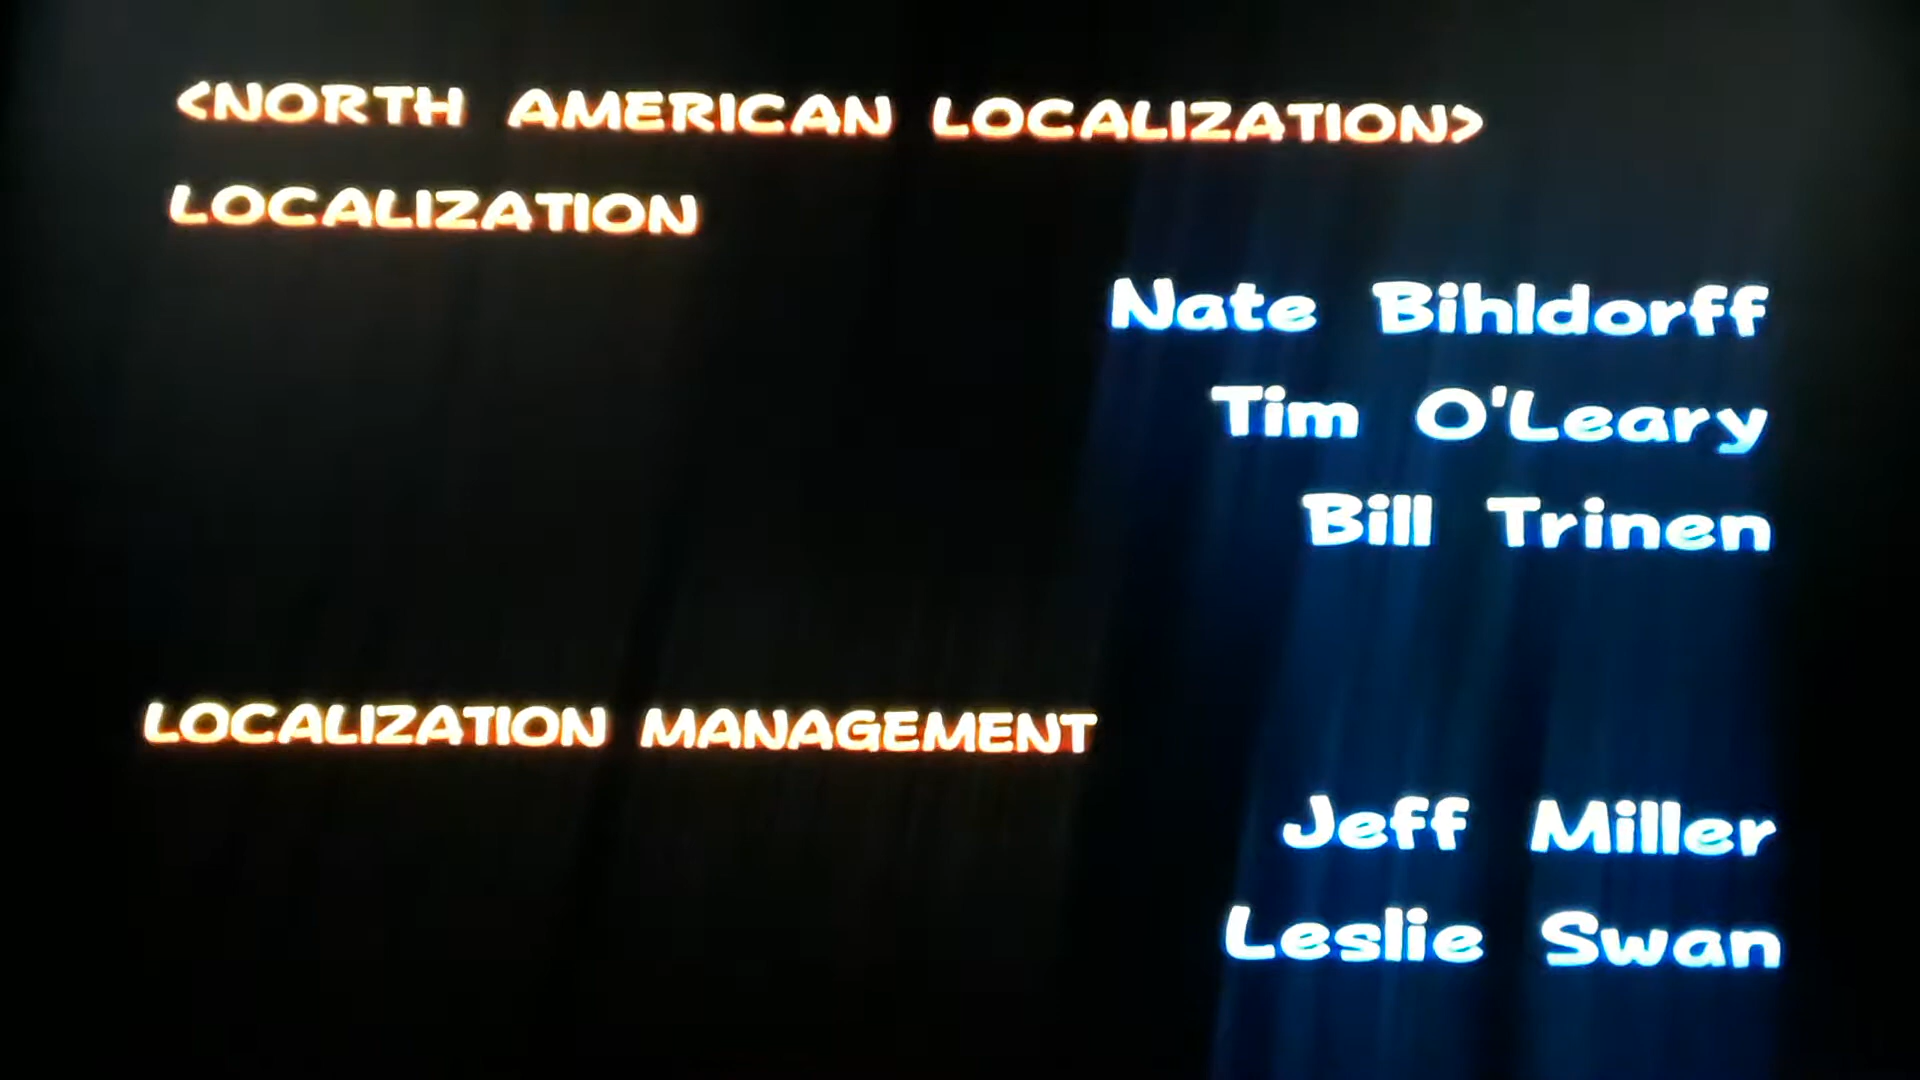 <NORTH AMERICAN LOCALIZATION>
LOCALIZATION
Nate Bihldorff
Tim O'Leary
Bill Trinen
LOCALIZATION MANAGEMENT
Jeff Miller
Leslie Swan